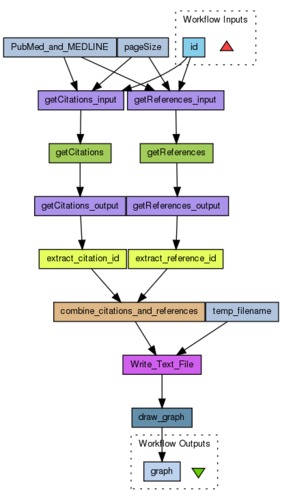 Workflow Inputs
PubMed_and_MEDLINE
pageSize
id
getCitations_input
getReferences_input
getCitations
getReferences
getCitations_output
getReferences_output
extract_citation_id
extract_reference_id
combine_citations_and_references
temp_filename
Write_Text_File
draw_graph
Workflow Outputs
graph